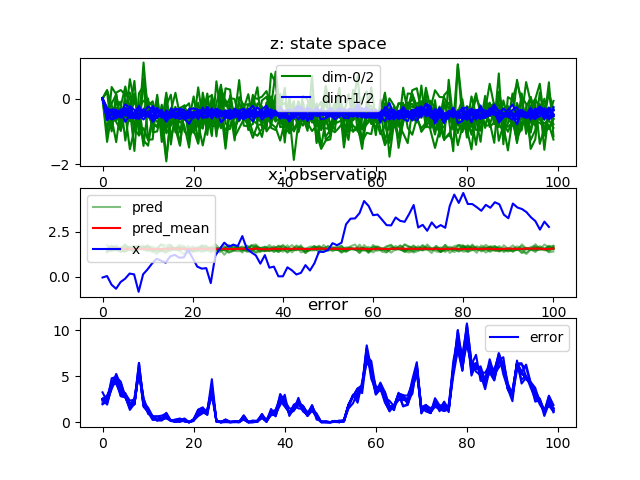 z: state space
0
−2
dim-0/2
dim-1/2
0 20 40 60 80 100
x: observation
2.5
0.0
pred
pred_mean
x
0 20 40 60 80 100
error
10
5
0
error
0 20 40 60 80 100